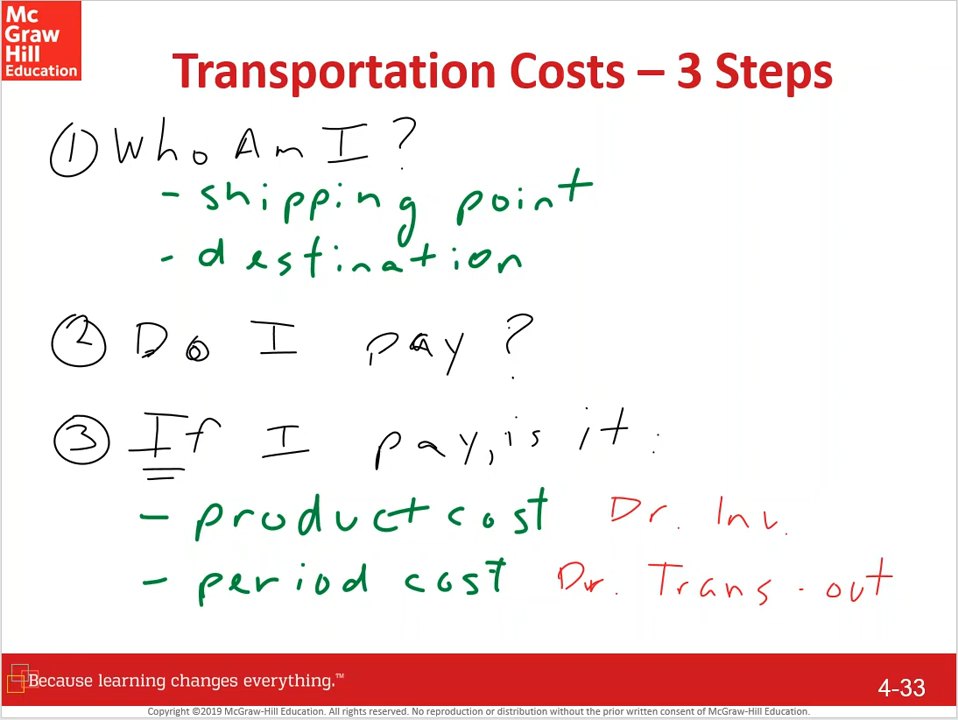 Mc
Graw
Hill
Education
Transportation Costs – 3 Steps
① Who Am I?
- shipping point
- destination
② Do I pay?
③ If I pay, is it:
- product cost Dr. Inv.
- period cost Dr. Trans-out
Because learning changes everything.™
4-33
Copyright ©2019 McGraw-Hill Education. All rights reserved. No reproduction or distribution without the prior written consent of McGraw-Hill Education.